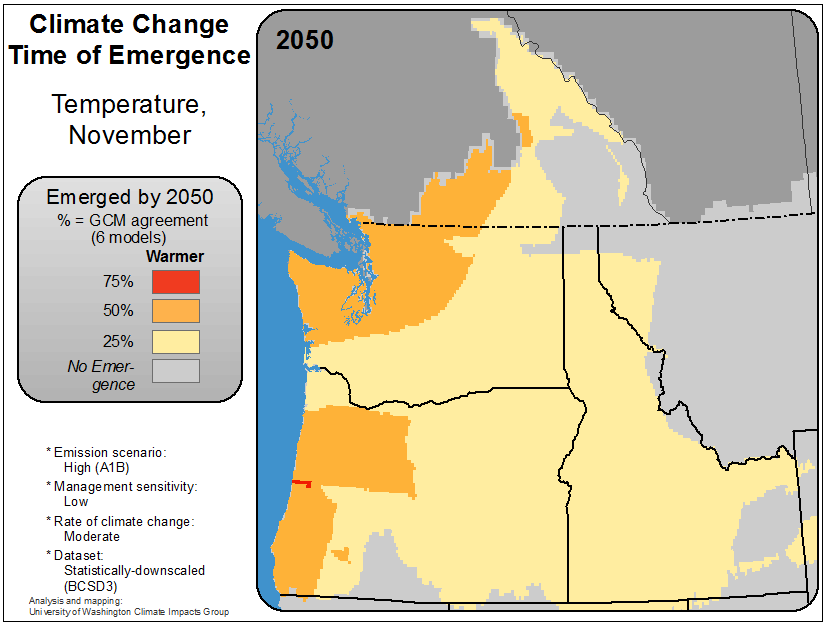 Climate Change
Time of Emergence
Temperature,
November
Emerged by 2050
% = GCM agreement
(6 models)
Warmer
75%
50%
25%
No Emer-
gence
* Emission scenario:
High (A1B)
* Management sensitivity:
Low
* Rate of climate change:
Moderate
* Dataset:
Statistically-downscaled
(BCSD3)
Analysis and mapping:
University of Washington Climate Impacts Group
2050